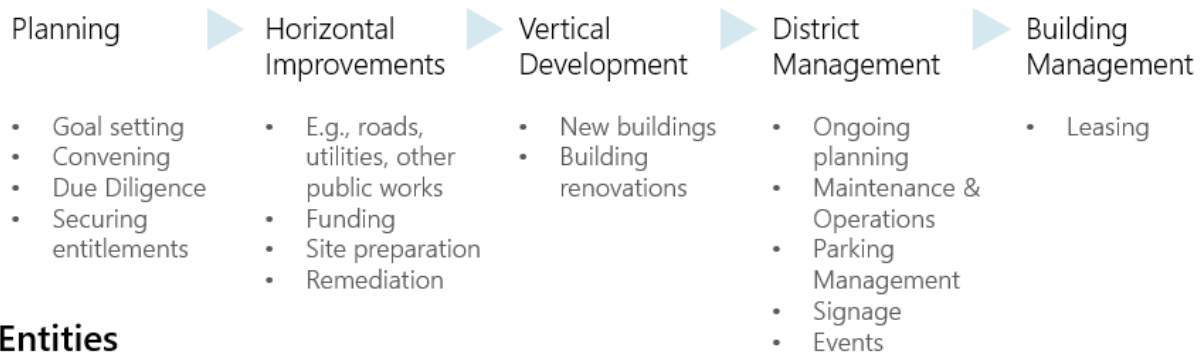 Planning
Horizontal
Improvements
Vertical
Development
District
Management
Building
Management
• Goal setting
• Convening
• Due Diligence
• Securing
entitlements
• E.g., roads,
utilities, other
public works
• Funding
• Site preparation
• Remediation
• New buildings
• Building
renovations
• Ongoing
planning
• Maintenance &
Operations
• Parking
Management
• Signage
• Events
• Leasing
Entities